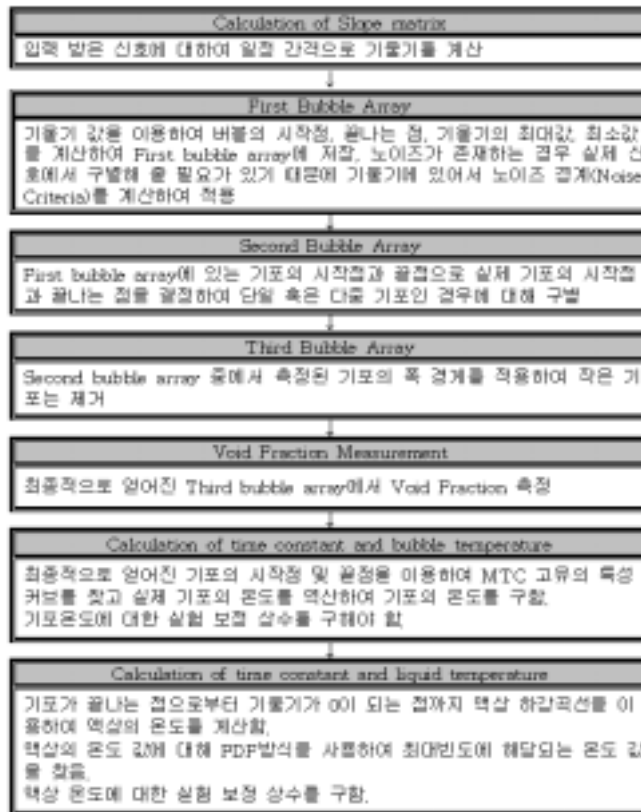 Calculation of Slope matrix
입력 받은 신호에 대하여 일정 간격으로 기울기를 계산
First Bubble Array
기울기 값을 이용하여 버블의 시작점, 끝나는 점, 기울기의 최대값, 최소값
를 계산하여 First bubble array에 저장, 노이즈가 존재하는 경우 실제 신
호에서 구별해 줄 필요가 있기 때문에 기울기에 있어서 노이즈 경계(Noise
Criteria)를 계산하여 적용
Second Bubble Array
First bubble array에 있는 기포의 시작점과 끝점으로 실제 기포의 시작점
과 끝나는 점을 결정하여 단일 혹은 다중 기포인 경우에 대해 구별
Third Bubble Array
Second bubble array 중에서 측정된 기포의 폭 경계를 적용하여 작은 기
포는 제거
Void Fraction Measurement
최종적으로 얻어진 Third bubble array에서 Void Fraction 측정
Calculation of time constant and bubble temperature
최종적으로 얻어진 기포의 시작점 및 끝점을 이용하여 MTC 고유의 특성
커브를 찾고 실제 기포의 온도를 역산하여 기포의 온도를 구함.
기포온도에 대한 실험 보정 상수를 구해야 함.
Calculation of time constant and liquid temperature
기포가 끝나는 점으로부터 기울기가 0이 되는 점까지 액상 하강곡선를 이
용하여 액상의 온도를 계산함.
액상의 온도 값에 대해 PDF방식를 사용하여 최대빈도에 해당되는 온도 값
을 찾음.
액상 온도에 대한 실험 보정 상수를 구함.